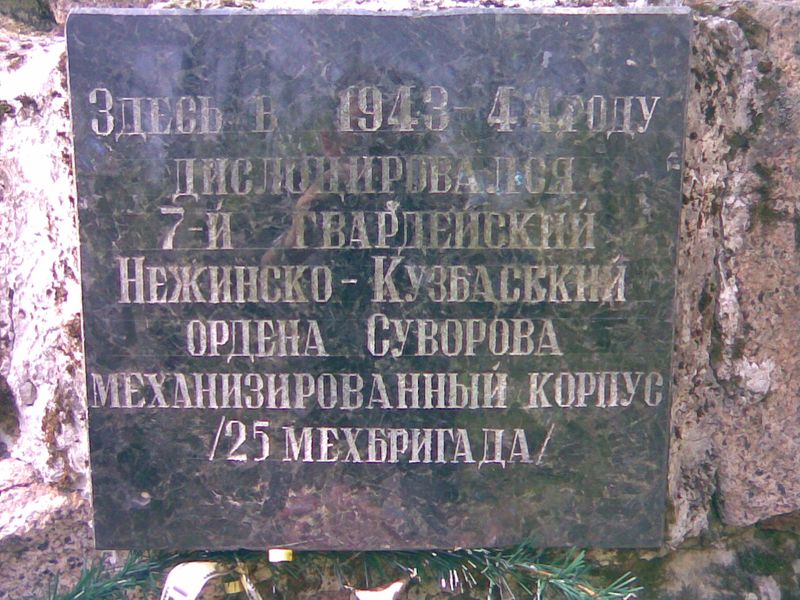 Здесь в 1943-44 году
дислоцировался
7-й гвардейский
Нежинско-Кузбасский
ордена Суворова
механизированный корпус
/25 мехбригада/